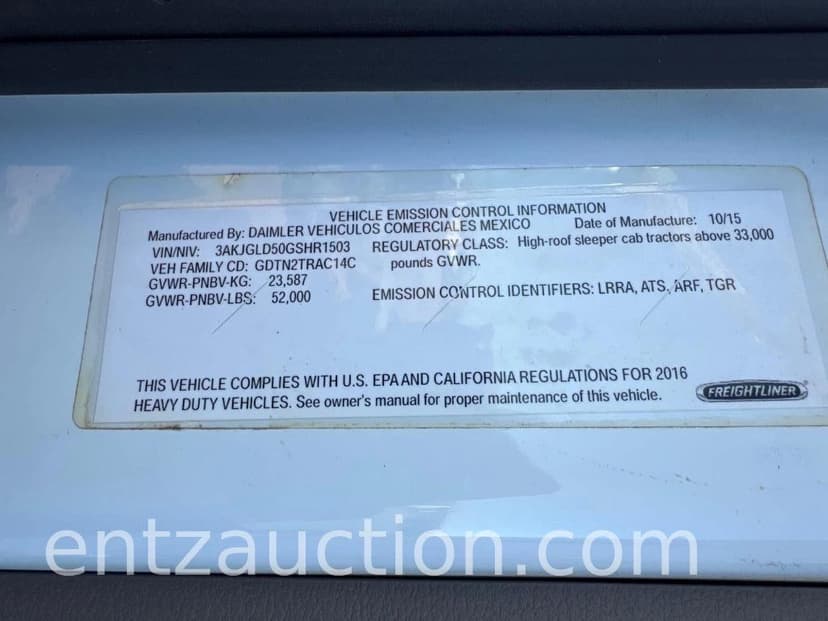 VEHICLE EMISSION CONTROL INFORMATION
Manufactured By: DAIMLER VEHICULOS COMERCIALES MEXICO Date of Manufacture: 10/15
VIN/NIV: 3AKJGLD50GSHR1503 REGULATORY CLASS: High-roof sleeper cab tractors above 33,000
VEH FAMILY CD: GDTN2TRAC14C pounds GVWR.
GVWR-PNBV-KG: 23,587
GVWR-PNBV-LBS: 52,000 EMISSION CONTROL IDENTIFIERS: LRRA, ATS, ARF, TGR
THIS VEHICLE COMPLIES WITH U.S. EPA AND CALIFORNIA REGULATIONS FOR 2016
HEAVY DUTY VEHICLES. See owner's manual for proper maintenance of this vehicle.
FREIGHTLINER
entzauction.com